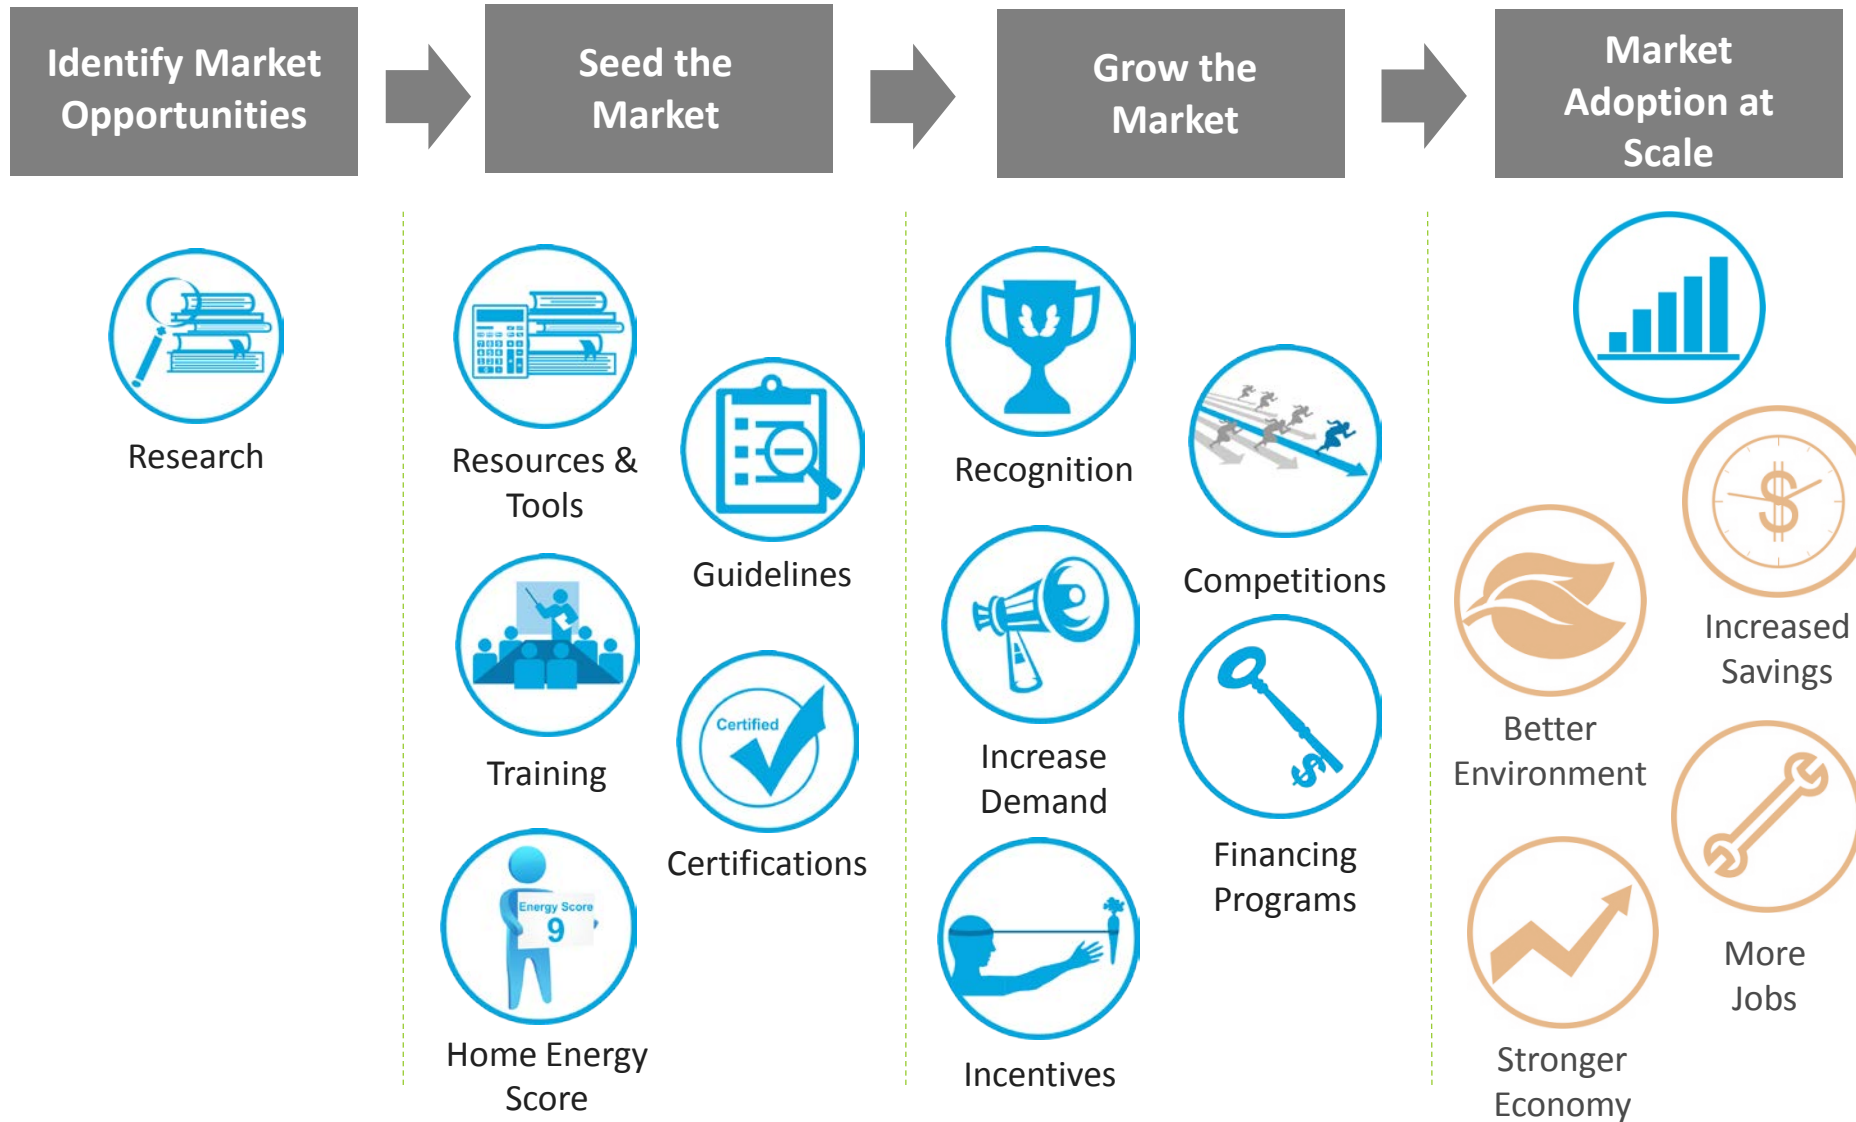 Identify Market
Opportunities
Seed the
Market
Grow the
Market
Market
Adoption at
Scale
Research
Resources &
Tools
Guidelines
Training
Certified
Certifications
Energy Score
9
Home Energy
Score
Recognition
Competitions
Increase
Demand
$
Financing
Programs
Incentives
$
Increased
Savings
Better
Environment
More
Jobs
Stronger
Economy